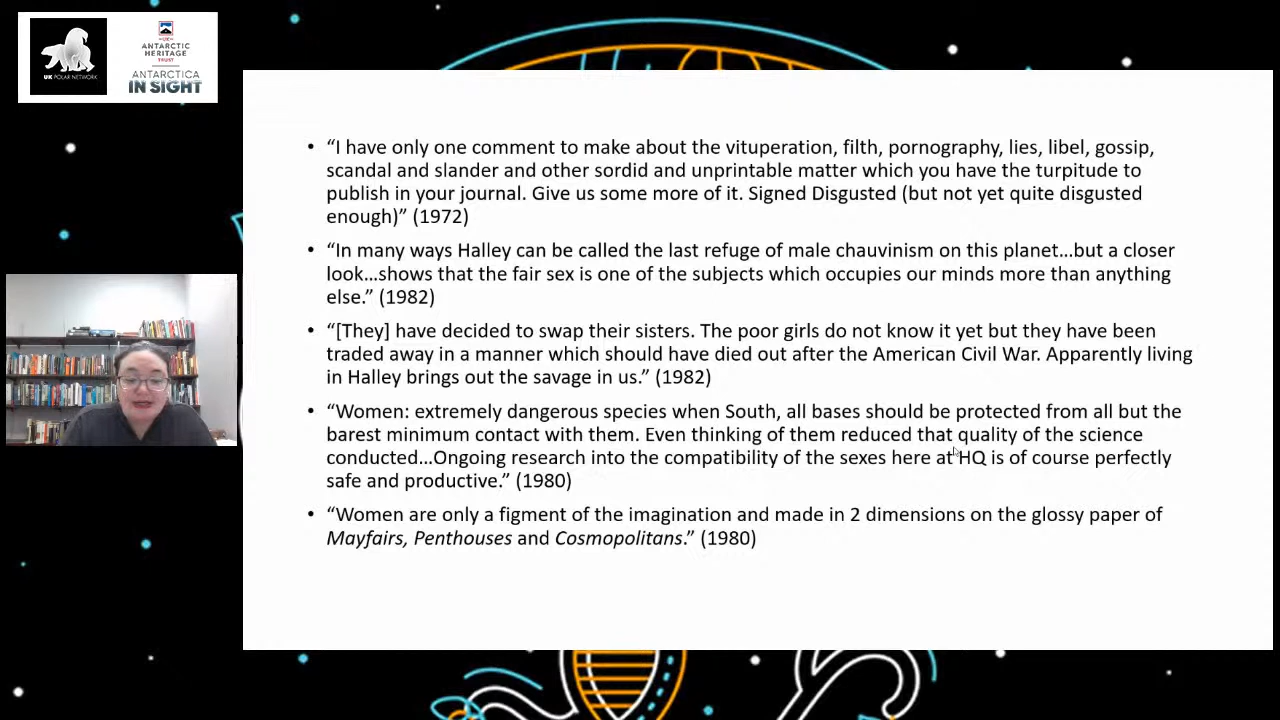 UK POLAR NETWORK
UK
ANTARCTIC
HERITAGE
TRUST
ANTARCTICA
IN SIGHT
• “I have only one comment to make about the vituperation, filth, pornography, lies, libel, gossip,
scandal and slander and other sordid and unprintable matter which you have the turpitude to
publish in your journal. Give us some more of it. Signed Disgusted (but not yet quite disgusted
enough)” (1972)
• “In many ways Halley can be called the last refuge of male chauvinism on this planet…but a closer
look…shows that the fair sex is one of the subjects which occupies our minds more than anything
else.” (1982)
• “[They] have decided to swap their sisters. The poor girls do not know it yet but they have been
traded away in a manner which should have died out after the American Civil War. Apparently living
in Halley brings out the savage in us.” (1982)
• “Women: extremely dangerous species when South, all bases should be protected from all but the
barest minimum contact with them. Even thinking of them reduced that quality of the science
conducted…Ongoing research into the compatibility of the sexes here at HQ is of course perfectly
safe and productive.” (1980)
• “Women are only a figment of the imagination and made in 2 dimensions on the glossy paper of
Mayfairs, Penthouses and Cosmopolitans.” (1980)